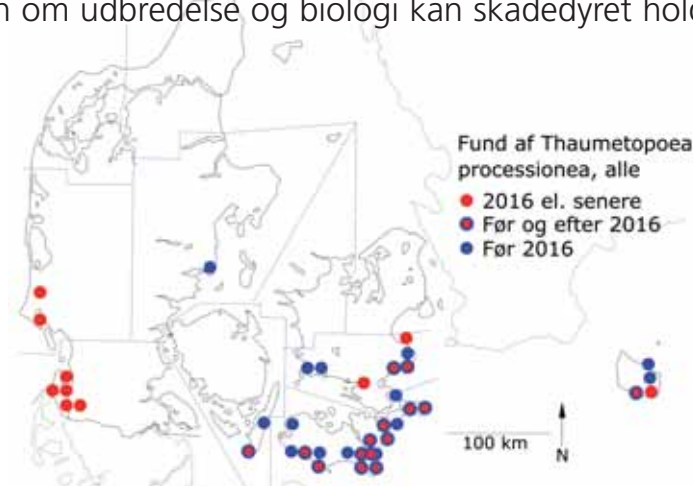 om udbredelse og biologi kan skadedyret
Fund af Thaumetopoea
processionea, alle
2016 el. senere
Før og efter 2016
Før 2016
100 km
N